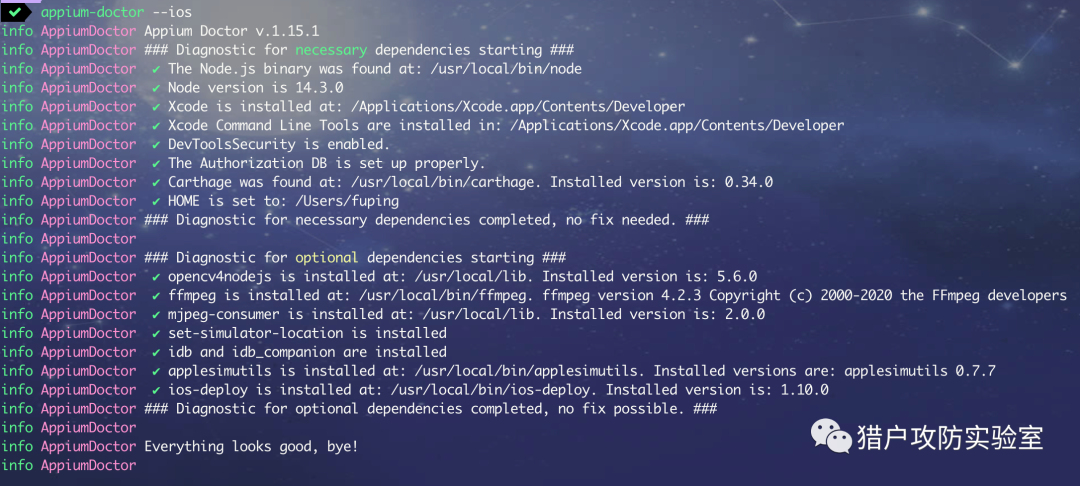 ✔ appium-doctor --ios
info AppiumDoctor Appium Doctor v.1.15.1
info AppiumDoctor ### Diagnostic for necessary dependencies starting ###
info AppiumDoctor ✔ The Node.js binary was found at: /usr/local/bin/node
info AppiumDoctor ✔ Node version is 14.3.0
info AppiumDoctor ✔ Xcode is installed at: /Applications/Xcode.app/Contents/Developer
info AppiumDoctor ✔ Xcode Command Line Tools are installed in: /Applications/Xcode.app/Contents/Developer
info AppiumDoctor ✔ DevToolsSecurity is enabled.
info AppiumDoctor ✔ The Authorization DB is set up properly.
info AppiumDoctor ✔ Carthage was found at: /usr/local/bin/carthage. Installed version is: 0.34.0
info AppiumDoctor ✔ HOME is set to: /Users/fuping
info AppiumDoctor ### Diagnostic for necessary dependencies completed, no fix needed. ###
info AppiumDoctor
info AppiumDoctor ### Diagnostic for optional dependencies starting ###
info AppiumDoctor ✔ opencv4nodejs is installed at: /usr/local/lib. Installed version is: 5.6.0
info AppiumDoctor ✔ ffmpeg is installed at: /usr/local/bin/ffmpeg. ffmpeg version 4.2.3 Copyright (c) 2000-2020 the FFmpeg developers
info AppiumDoctor ✔ mjpeg-consumer is installed at: /usr/local/lib. Installed version is: 2.0.0
info AppiumDoctor ✔ set-simulator-location is installed
info AppiumDoctor ✔ idb and idb_companion are installed
info AppiumDoctor ✔ applesimutils is installed at: /usr/local/bin/applesimutils. Installed versions are: applesimutils 0.7.7
info AppiumDoctor ✔ ios-deploy is installed at: /usr/local/bin/ios-deploy. Installed version is: 1.10.0
info AppiumDoctor ### Diagnostic for optional dependencies completed, no fix possible. ###
info AppiumDoctor
info AppiumDoctor Everything looks good, bye!
info AppiumDoctor
猎户攻防实验室